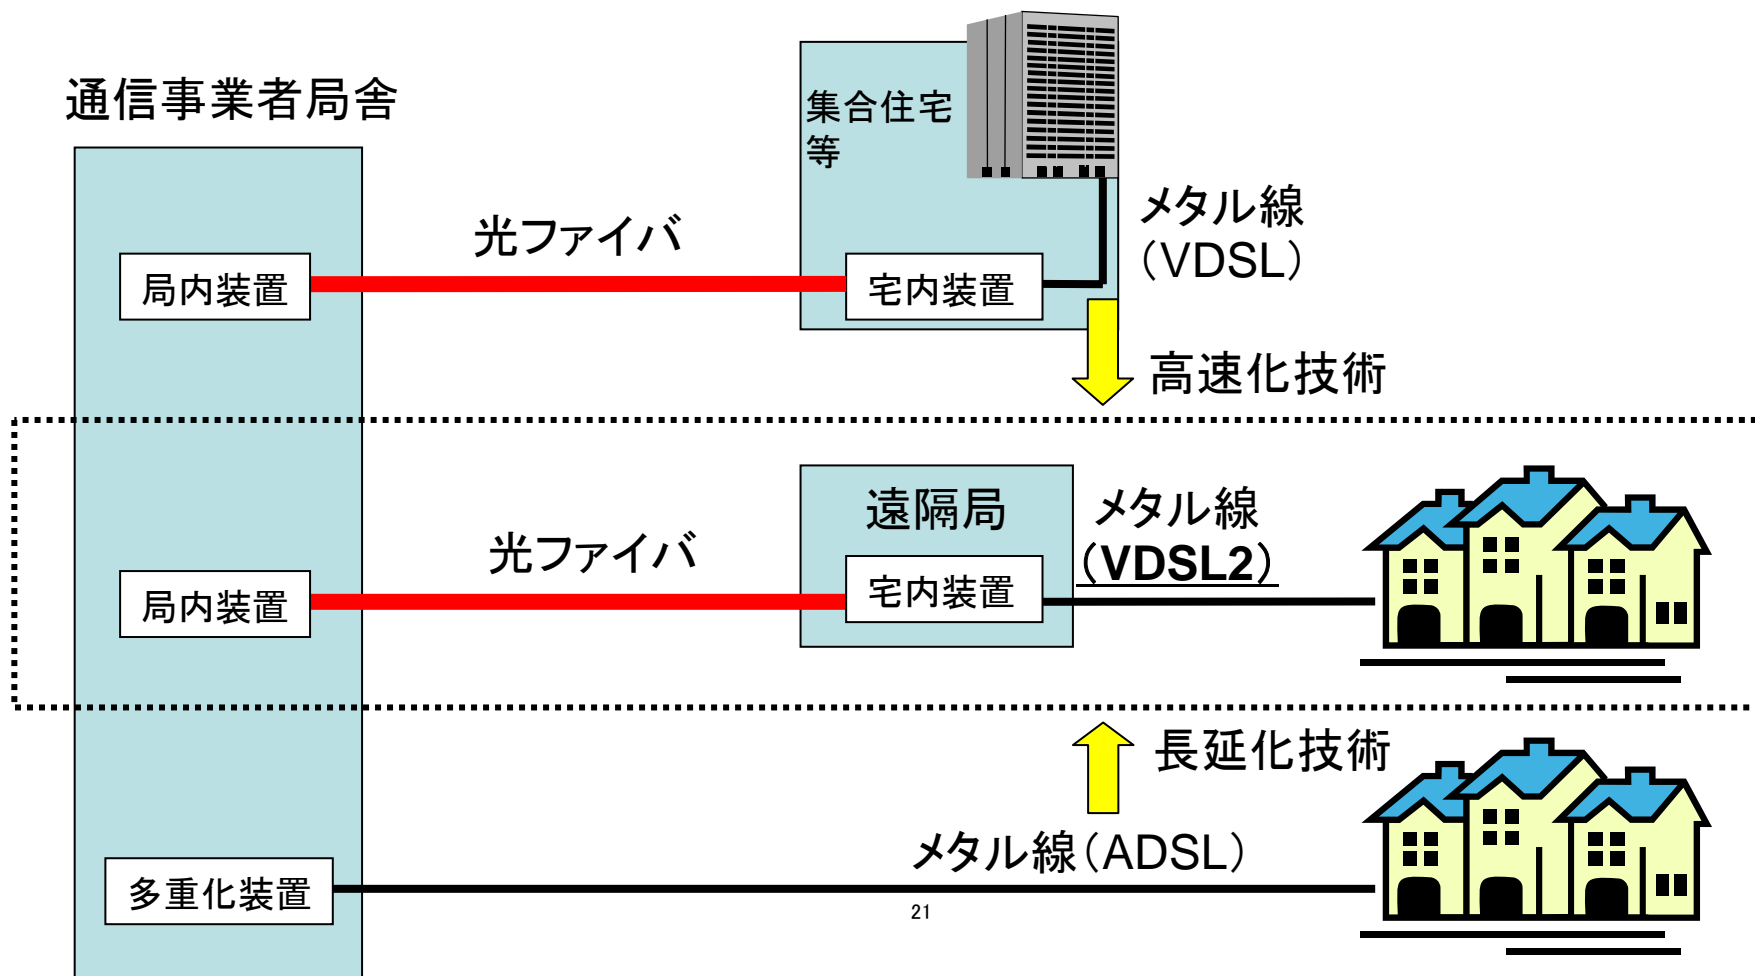 通信事業者局舎
集合住宅
等
光ファイバ
メタル線
（VDSL）
局内装置
宅内装置
高速化技術
遠隔局
メタル線
（VDSL2）
光ファイバ
局内装置
宅内装置
長延化技術
メタル線（ADSL）
多重化装置
21